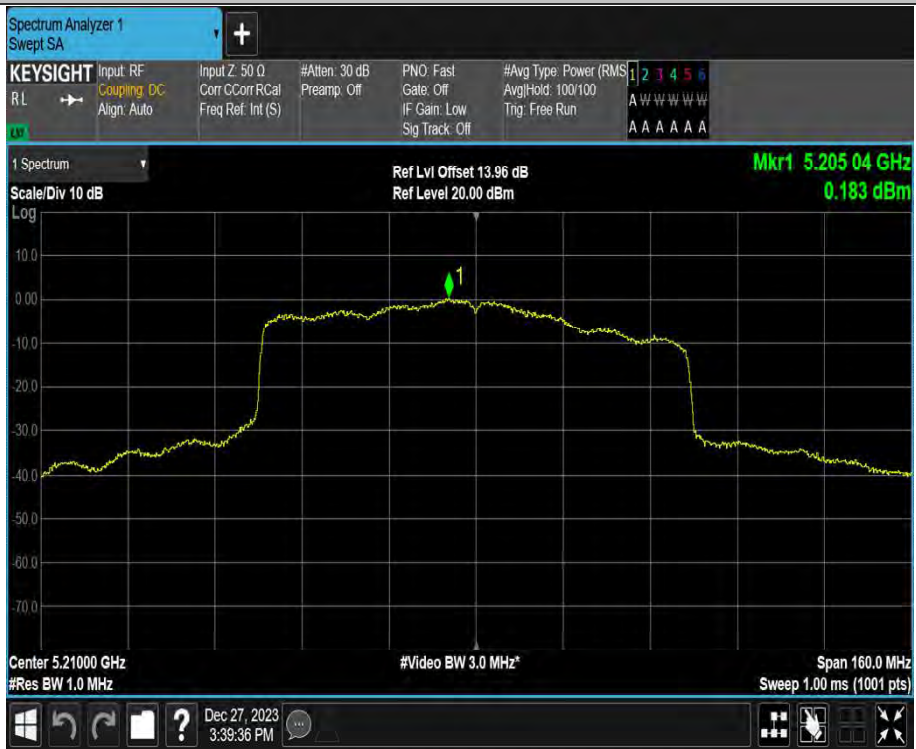 Spectrum Analyzer 1
Swept SA
+
KEYSIGHT
RL
Input: RF
Coupling: DC
Align: Auto
Input Z: 50 Ω
Corr CCorr RCal
Freq Ref: Int (S)
#Atten: 30 dB
Preamp: Off
PNO: Fast
Gate: Off
IF Gain: Low
Sig Track: Off
#Avg Type: Power (RMS
Avg|Hold: 100/100
Trig: Free Run
1 2 3 4 5 6
A W W W W W
A A A A A A
1 Spectrum
Scale/Div 10 dB
Ref Lvl Offset 13.96 dB
Ref Level 20.00 dBm
Mkr1 5.205 04 GHz
0.183 dBm
Log
10.0
1
0.00
-10.0
-20.0
-30.0
-40.0
-50.0
-60.0
-70.0
Center 5.21000 GHz
#Res BW 1.0 MHz
#Video BW 3.0 MHz*
Span 160.0 MHz
Sweep 1.00 ms (1001 pts)
?
Dec 27, 2023
3:39:36 PM